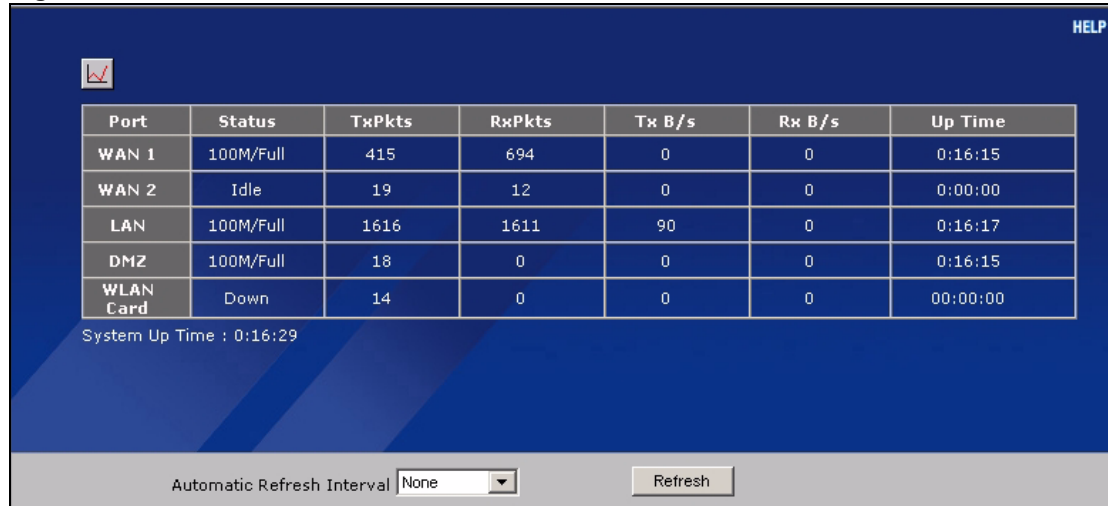 HELP
Port Status TxPkts RxPkts Tx B/s Rx B/s Up Time
WAN 1 100M/Full 415 694 0 0 0:16:15
WAN 2 Idle 19 12 0 0 0:00:00
LAN 100M/Full 1616 1611 90 0 0:16:17
DMZ 100M/Full 18 0 0 0 0:16:15
WLAN Card Down 14 0 0 0 00:00:00
System Up Time : 0:16:29
Automatic Refresh Interval None Refresh